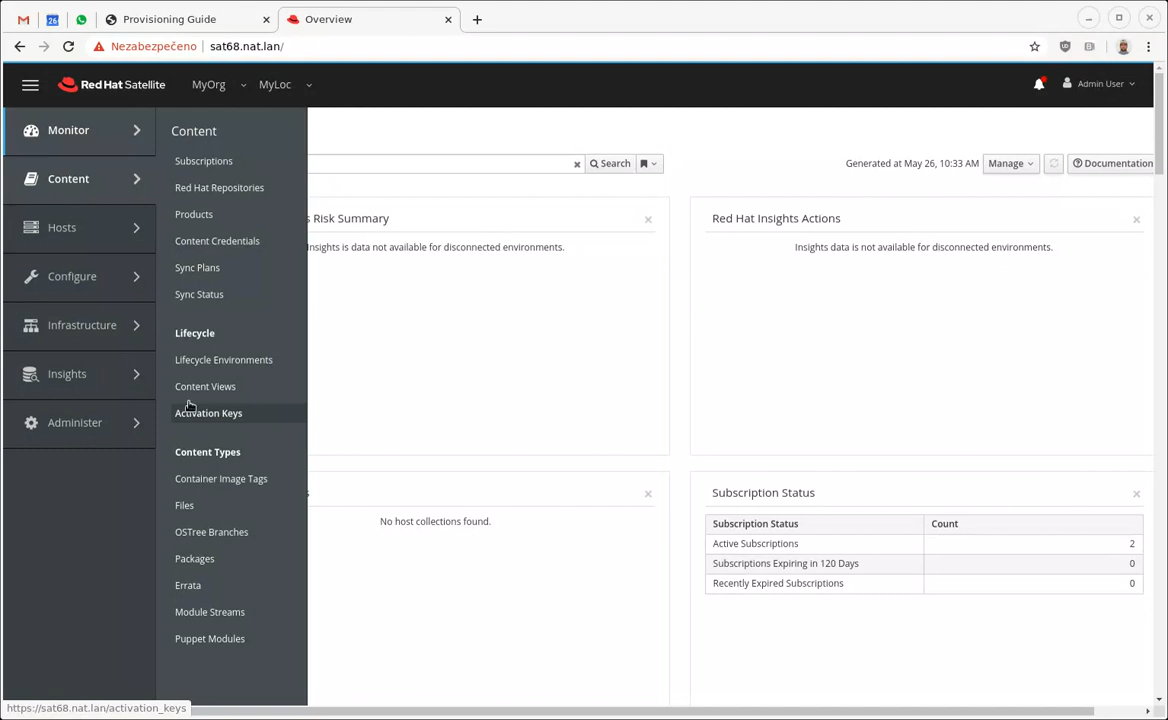 26
Provisioning Guide
Overview
Nezabezpečeno
sat68.nat.lan/
Red Hat Satellite
MyOrg
MyLoc
Admin User
Monitor
Content
Hosts
Configure
Infrastructure
Insights
Administer
Content
Subscriptions
Red Hat Repositories
Products
Content Credentials
Sync Plans
Sync Status
Lifecycle
Lifecycle Environments
Content Views
Activation Keys
Content Types
Container Image Tags
Files
OSTree Branches
Packages
Errata
Module Streams
Puppet Modules
Search
Generated at May 26, 10:33 AM
Manage
Documentation
s Risk Summary
Insights is data not available for disconnected environments.
Red Hat Insights Actions
Insights data is not available for disconnected environments.
s
No host collections found.
Subscription Status
Subscription Status Count
Active Subscriptions 2
Subscriptions Expiring in 120 Days 0
Recently Expired Subscriptions 0
https://sat68.nat.lan/activation_keys